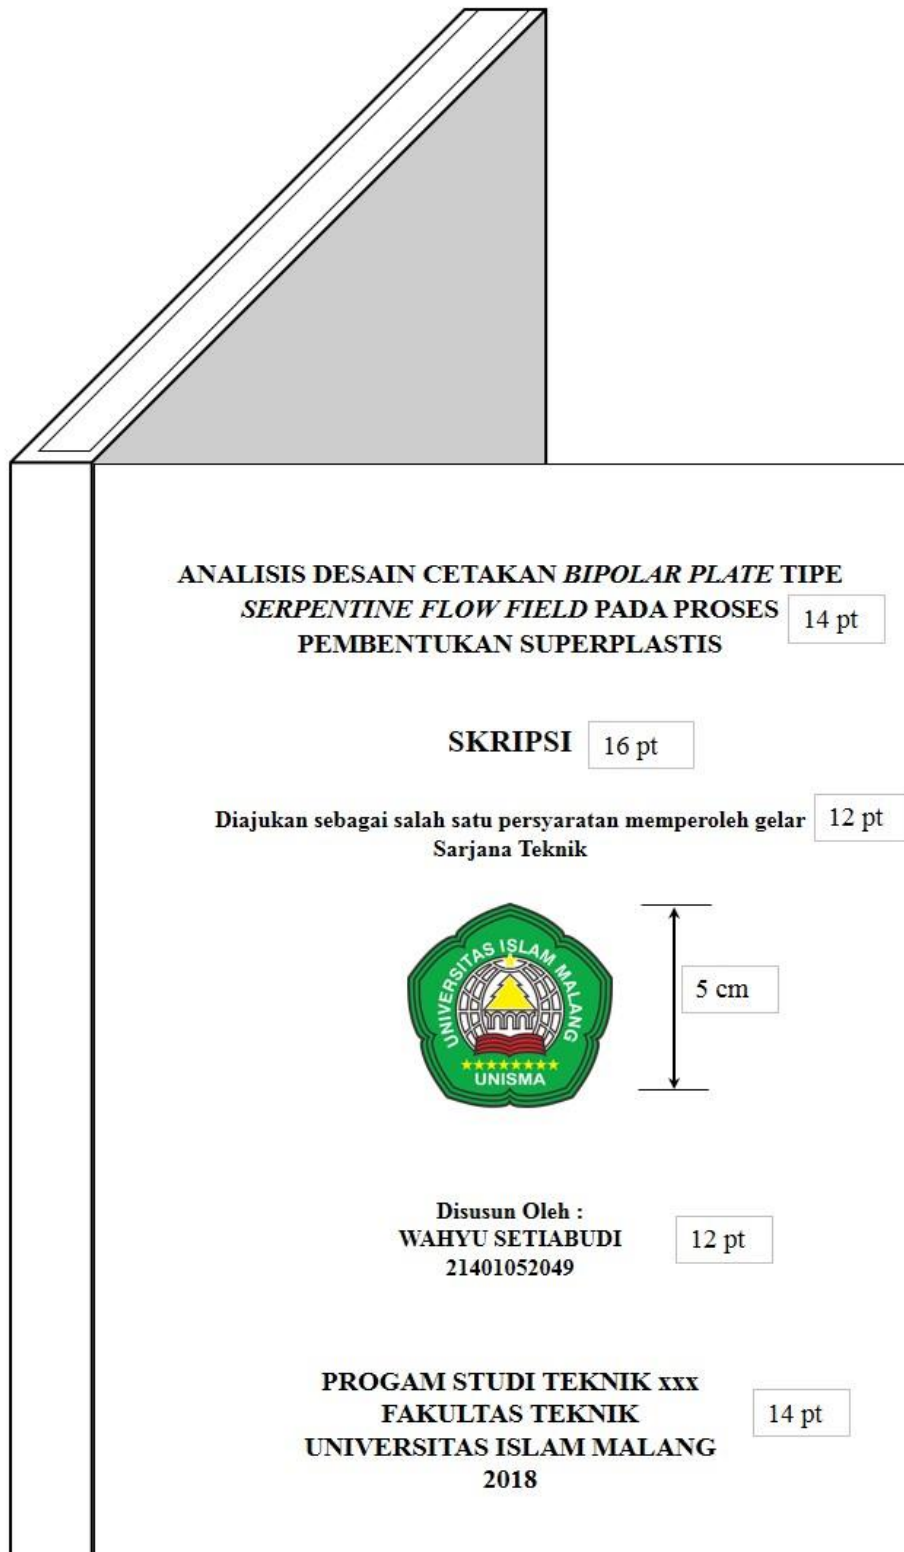 ANALISIS DESAIN CETAKAN BIPOLAR PLATE TIPE
SERPENTINE FLOW FIELD PADA PROSES
PEMBENTUKAN SUPERPLASTIS
14 pt
SKRIPSI
16 pt
Diajukan sebagai salah satu persyaratan memperoleh gelar
Sarjana Teknik
12 pt
UNIVERSITAS ISLAM MALANG
UNISMA
5 cm
Disusun Oleh :
WAHYU SETIABUDI
21401052049
12 pt
PROGAM STUDI TEKNIK xxx
FAKULTAS TEKNIK
UNIVERSITAS ISLAM MALANG
2018
14 pt